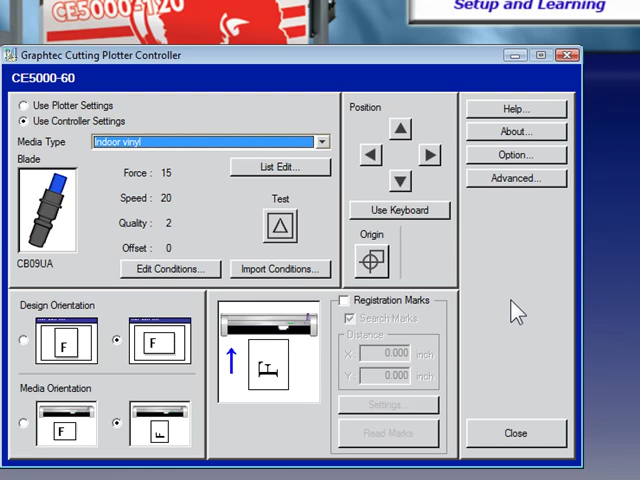 CE5000-120
Setup and Learning
Graphtec Cutting Plotter Controller
CE5000-60
Use Plotter Settings
Use Controller Settings
Media Type
Indoor vinyl
Blade
CB09UA
Force : 15
Speed : 20
Quality : 2
Offset : 0
List Edit...
Test
Edit Conditions...
Import Conditions...
Position
Use Keyboard
Origin
Help...
About...
Option...
Advanced...
Design Orientation
F
F
Media Orientation
F
F
F
Registration Marks
Search Marks
Distance
X : 0.000 inch
Y : 0.000 inch
Settings...
Read Marks
Close